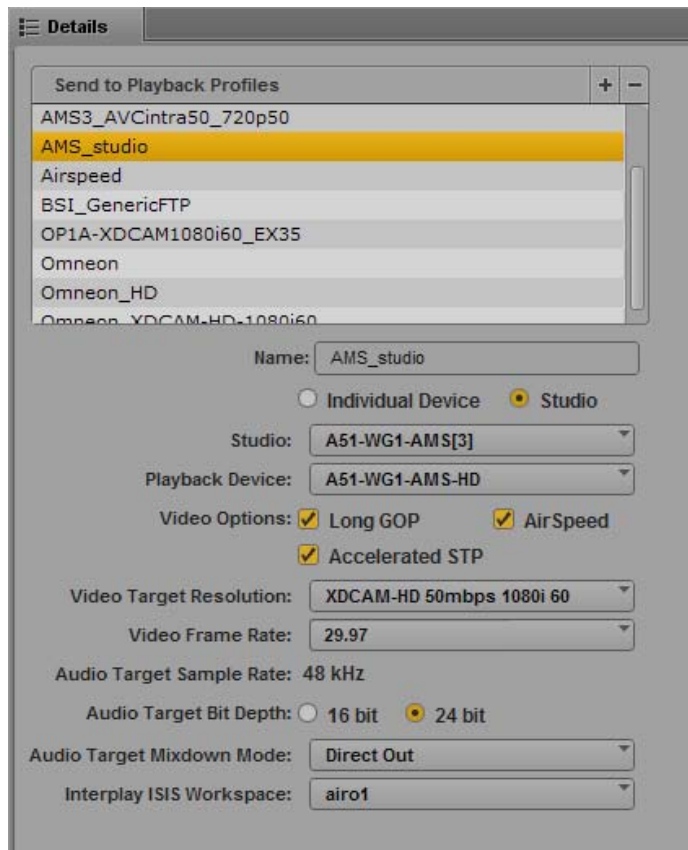 Details
Send to Playback Profiles + −
AMS3_AVCintra50_720p50
AMS_studio
Airspeed
BSI_GenericFTP
OP1A-XDCAM1080i60_EX35
Omneon
Omneon_HD
Omneon_XDCAM-HD-1080i60
Name: AMS_studio
Individual Device Studio
Studio: A51-WG1-AMS[3]
Playback Device: A51-WG1-AMS-HD
Video Options: Long GOP AirSpeed
Accelerated STP
Video Target Resolution: XDCAM-HD 50mbps 1080i 60
Video Frame Rate: 29.97
Audio Target Sample Rate: 48 kHz
Audio Target Bit Depth: 16 bit 24 bit
Audio Target Mixdown Mode: Direct Out
Interplay ISIS Workspace: airo1